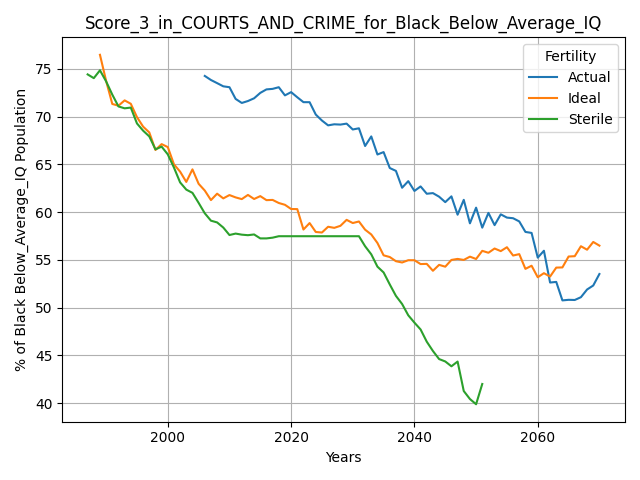 Score_3_in_COURTS_AND_CRIME_for_Black_Below_Average_IQ
Fertility
Actual
Ideal
Sterile
% of Black Below_Average_IQ Population
75
70
65
60
55
50
45
40
2000
2020
2040
2060
Years